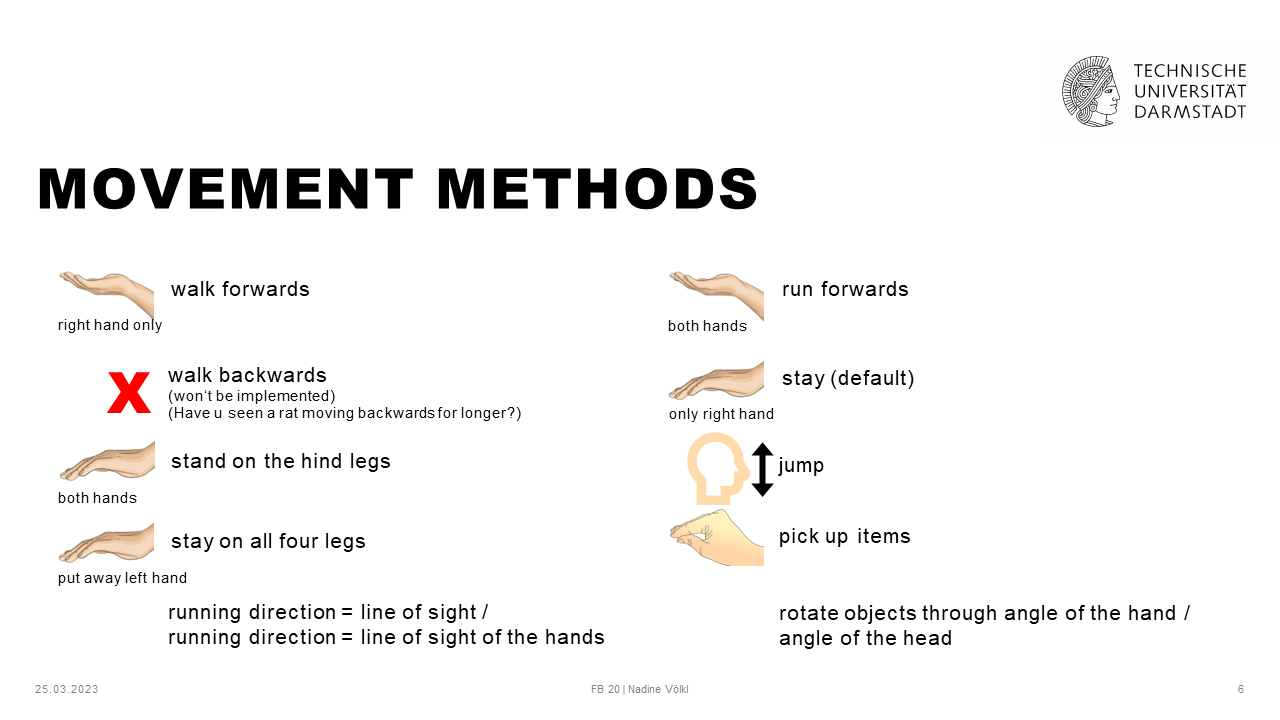 TECHNISCHE
UNIVERSITÄT
DARMSTADT
MOVEMENT METHODS
walk forwards
right hand only
X
walk backwards
(won't be implemented)
(Have u seen a rat moving backwards for longer?)
stand on the hind legs
both hands
stay on all four legs
put away left hand
running direction = line of sight /
running direction = line of sight of the hands
run forwards
both hands
stay (default)
only right hand
jump
pick up items
rotate objects through angle of the hand /
angle of the head
25.03.2023
FB 20 | Nadine Völkl
6